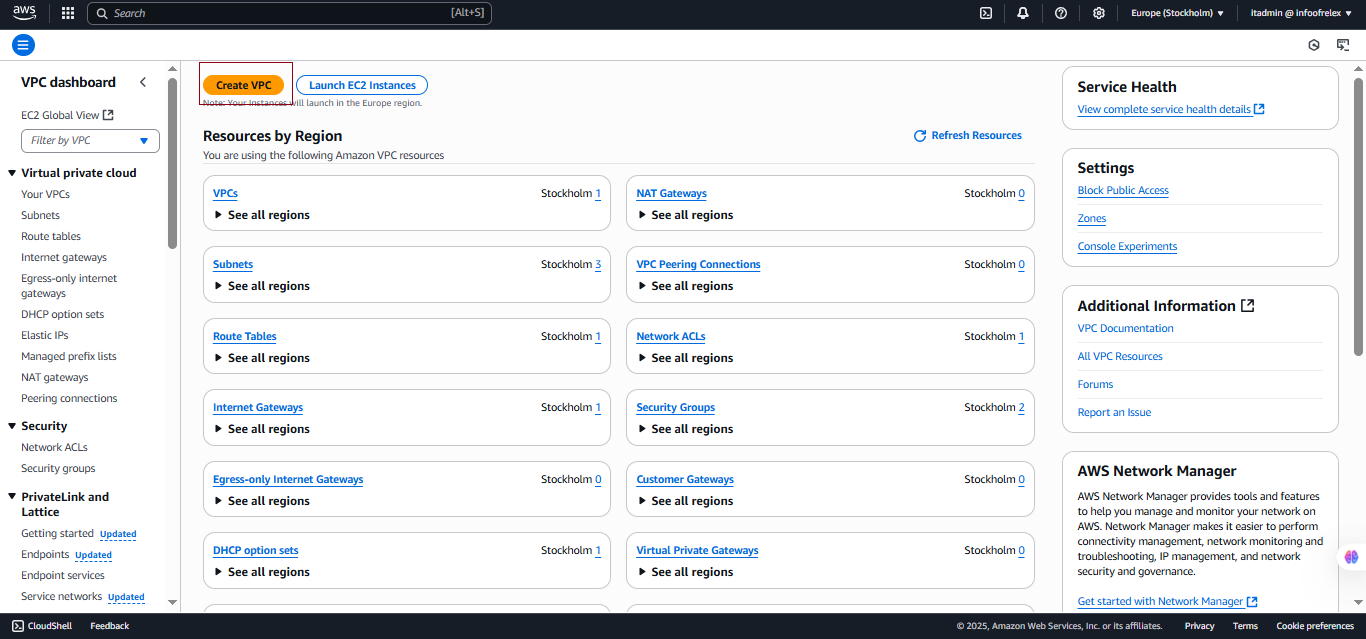 aws
Search
[Alt+S]
Europe (Stockholm)
itadmin @ infoofrelex
VPC dashboard
EC2 Global View
Filter by VPC
Virtual private cloud
Your VPCs
Subnets
Route tables
Internet gateways
Egress-only internet
gateways
DHCP option sets
Elastic IPs
Managed prefix lists
NAT gateways
Peering connections
Security
Network ACLs
Security groups
PrivateLink and
Lattice
Getting started Updated
Endpoints Updated
Endpoint services
Service networks Updated
Create VPC
Launch EC2 Instances
Note: Your Instances will launch in the Europe region.
Resources by Region
Refresh Resources
You are using the following Amazon VPC resources
VPCs Stockholm 1
See all regions
NAT Gateways Stockholm 0
See all regions
Subnets Stockholm 3
See all regions
VPC Peering Connections Stockholm 0
See all regions
Route Tables Stockholm 1
See all regions
Network ACLs Stockholm 1
See all regions
Internet Gateways Stockholm 1
See all regions
Security Groups Stockholm 2
See all regions
Egress-only Internet Gateways Stockholm 0
See all regions
Customer Gateways Stockholm 0
See all regions
DHCP option sets Stockholm 1
See all regions
Virtual Private Gateways Stockholm 0
See all regions
Service Health
View complete service health details
Settings
Block Public Access
Zones
Console Experiments
Additional Information
VPC Documentation
All VPC Resources
Forums
Report an Issue
AWS Network Manager
AWS Network Manager provides tools and features
to help you manage and monitor your network on
AWS. Network Manager makes it easier to perform
connectivity management, network monitoring and
troubleshooting, IP management, and network
security and governance.
Get started with Network Manager
CloudShell
Feedback
© 2025, Amazon Web Services, Inc. or its affiliates.
Privacy
Terms
Cookie preferences